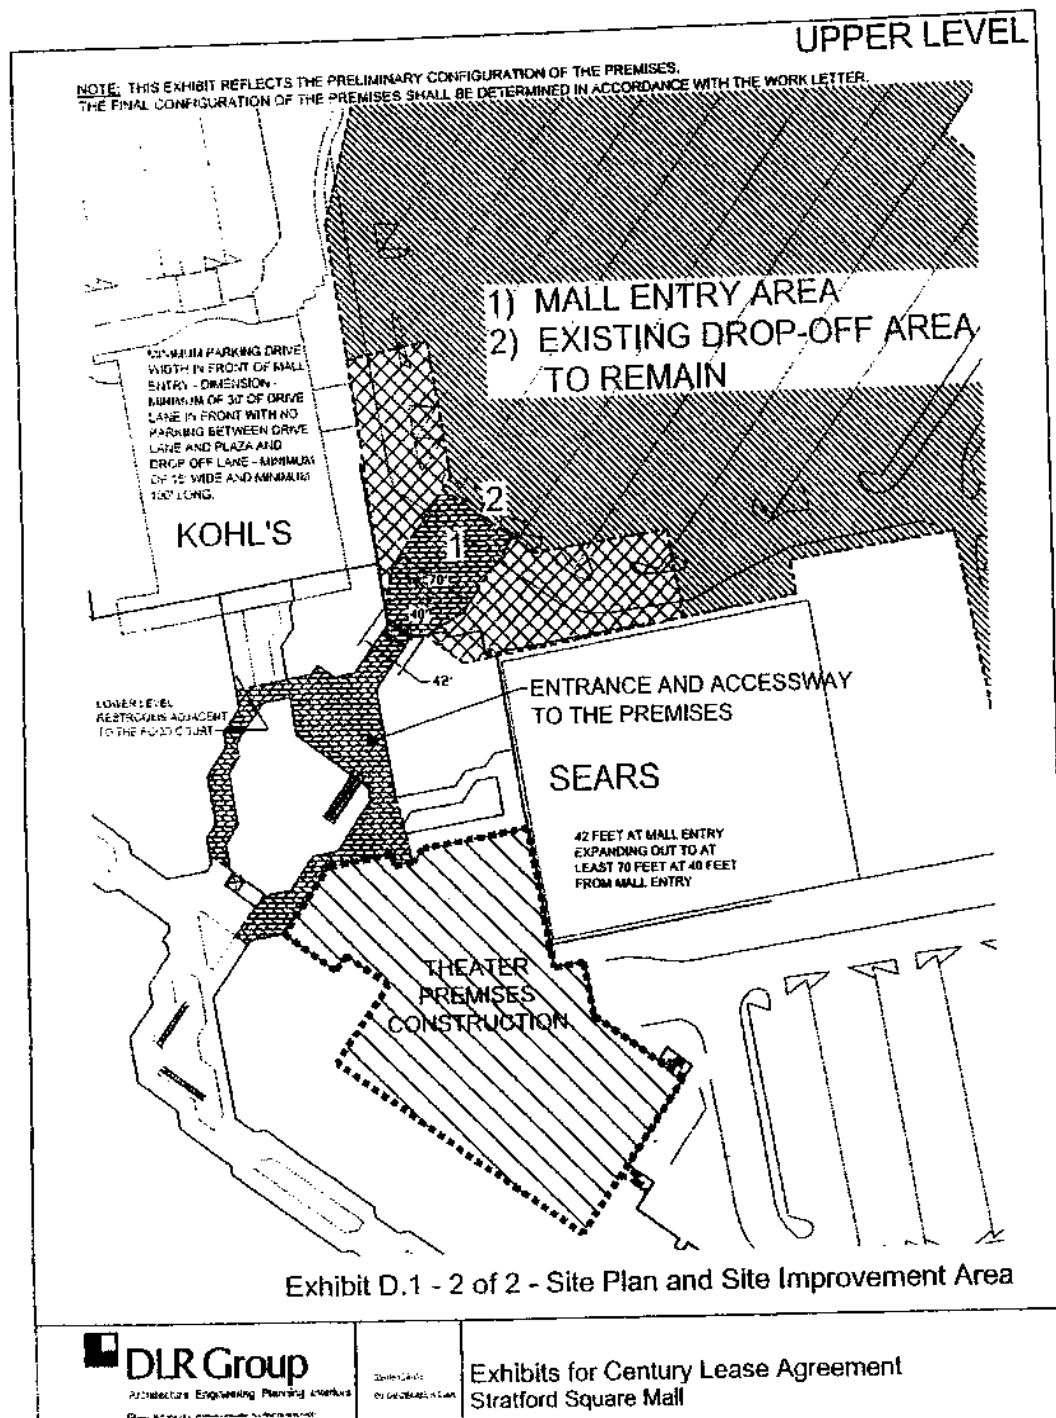 UPPER LEVEL
NOTE: THIS EXHIBIT REFLECTS THE PRELIMINARY CONFIGURATION OF THE PREMISES.
THE FINAL CONFIGURATION OF THE PREMISES SHALL BE DETERMINED IN ACCORDANCE WITH THE WORK LETTER.
1) MALL ENTRY AREA
2) EXISTING DROP-OFF AREA
TO REMAIN
MINIMUM PARKING DRIVE
WIDTH IN FRONT OF MALL
ENTRY - DIMENSION -
MINIMUM OF 30' OF DRIVE
LANE IN FRONT WITH NO
PARKING BETWEEN DRIVE
LANE AND PLAZA AND
DROP OFF LANE - MINIMUM
OF 15' WIDE AND MINIMUM
100' LONG.
KOHL'S
2
1
70'
40'
42'
ENTRANCE AND ACCESSWAY
TO THE PREMISES
LOWER LEVEL
RESTROOMS ADJACENT
TO THE FOOD COURT
SEARS
42 FEET AT MALL ENTRY
EXPANDING OUT TO AT
LEAST 70 FEET AT 40 FEET
FROM MALL ENTRY
THEATER
PREMISES
CONSTRUCTION
Exhibit D.1 - 2 of 2 - Site Plan and Site Improvement Area
DLR Group
Architecture Engineering Planning Interiors
Exhibits for Century Lease Agreement
Stratford Square Mall